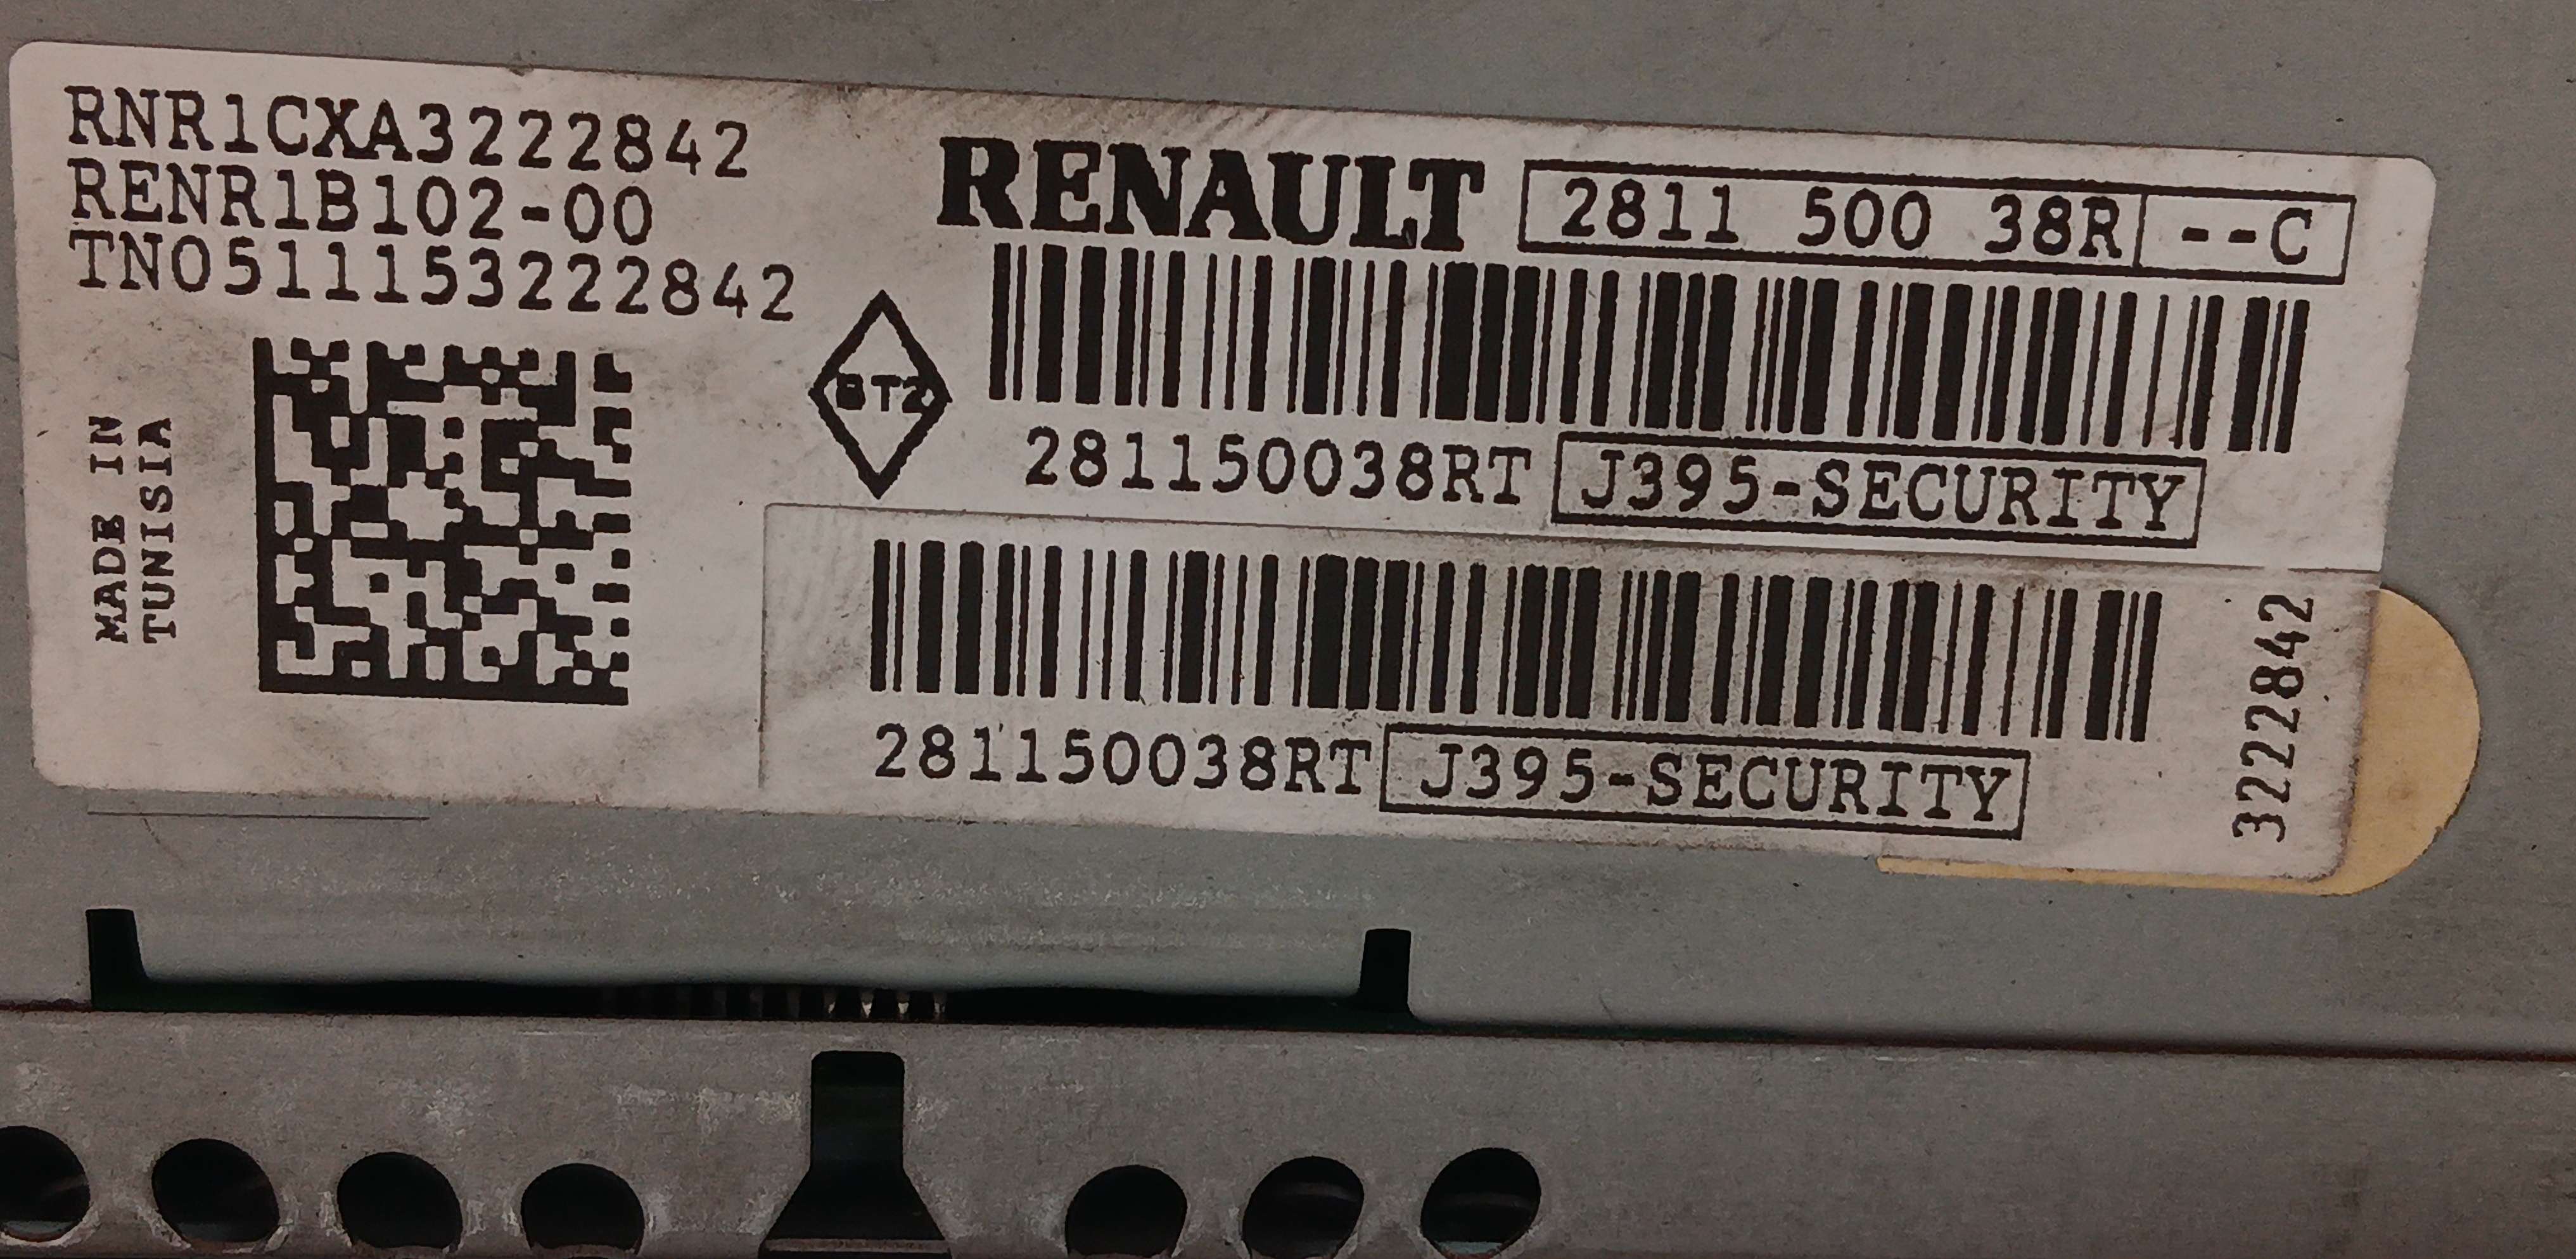 RNR1CXA3222842
RENR1B102-00
TN0511153222842
MADE IN
TUNISIA
RENAULT 2811 500 38R --C
BT2
281150038RT J395-SECURITY
281150038RT J395-SECURITY
3222842